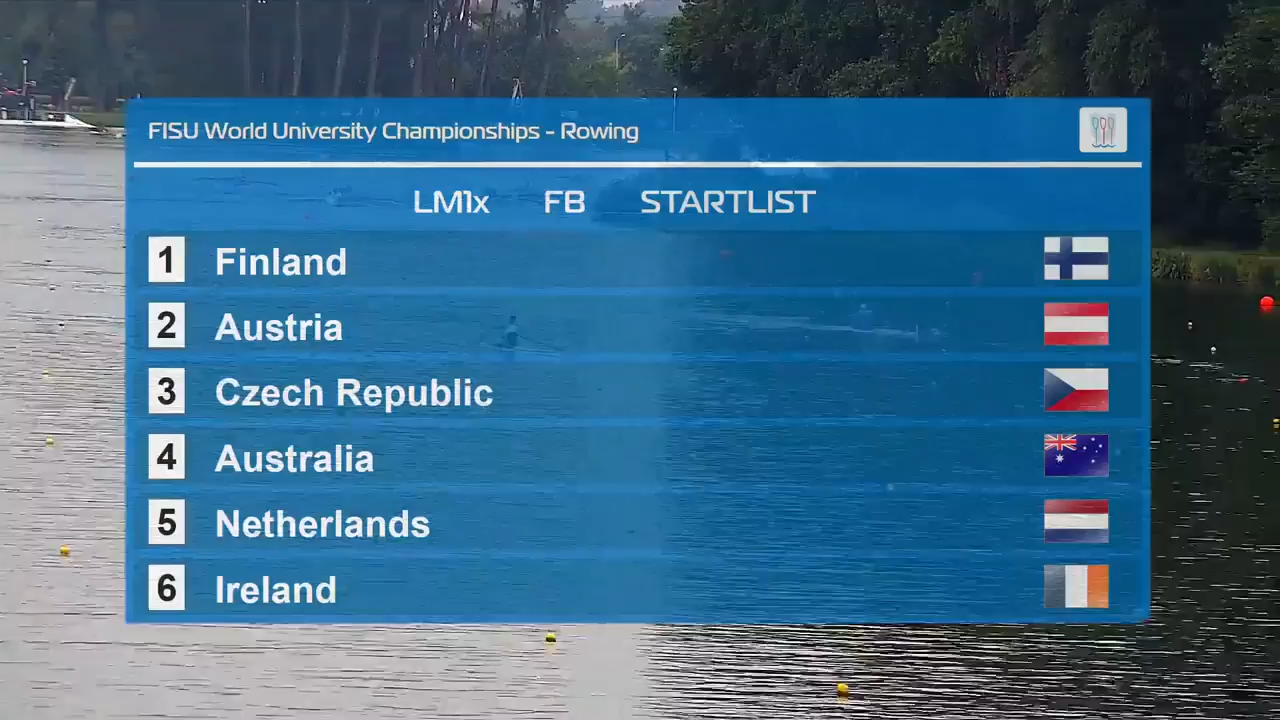 FISU World University Championships - Rowing
LM1x FB STARTLIST
1 Finland
2 Austria
3 Czech Republic
4 Australia
5 Netherlands
6 Ireland